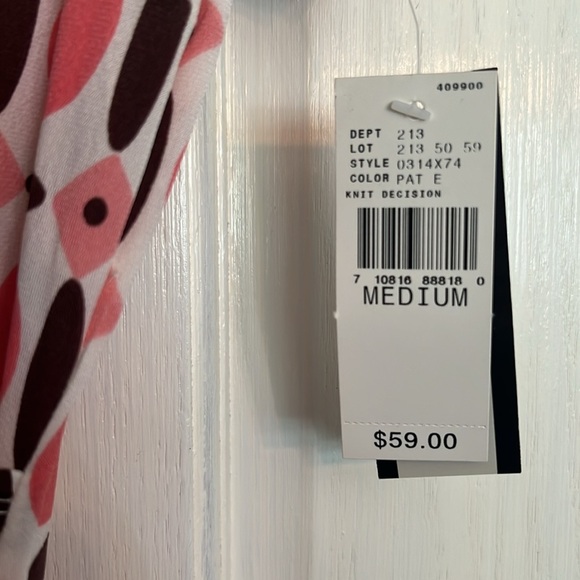 409900
DEPT 213
LOT 213 50 59
STYLE 0314X74
COLOR PAT E
KNIT DECISION
7 10816 88818 0
MEDIUM
$59.00